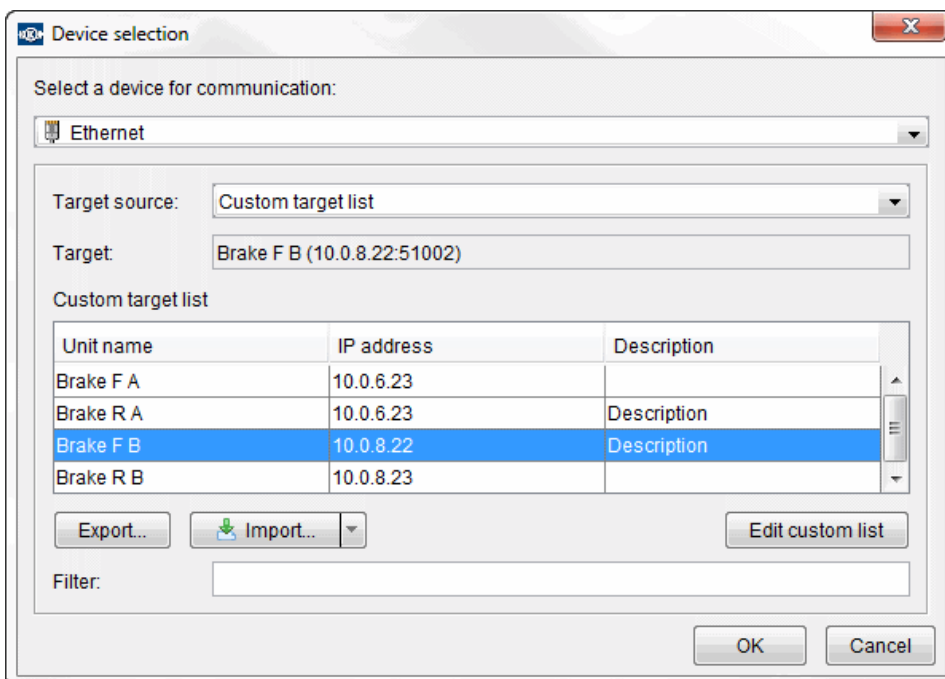 Device selection
Select a device for communication:
Ethernet
Target source: Custom target list
Target: Brake F B (10.0.8.22:51002)
Custom target list
Unit name IP address Description
Brake F A 10.0.6.23
Brake R A 10.0.6.23 Description
Brake F B 10.0.8.22 Description
Brake R B 10.0.8.23
Export... Import... Edit custom list
Filter:
OK Cancel